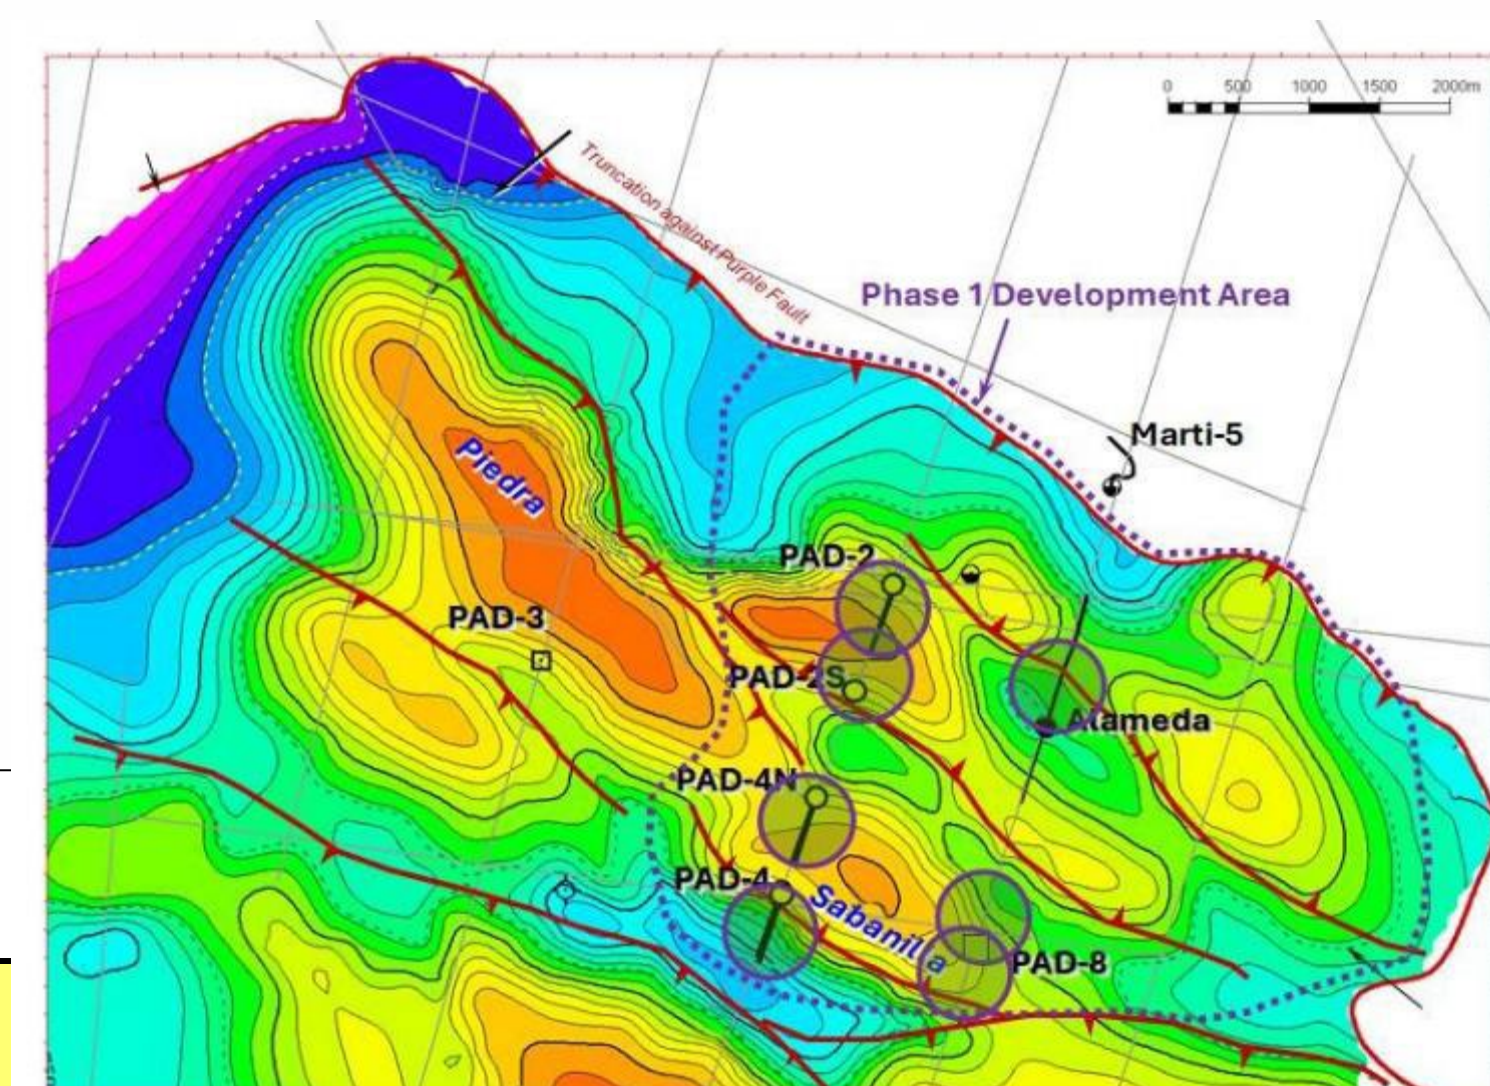 0 500 1000 1500 2000m
Truncation against Purple Fault
Phase 1 Development Area
Marti-5
Piedra
PAD-2
PAD-3
PAD-2S
Alameda
PAD-4N
PAD-4
Sabanilla
PAD-8